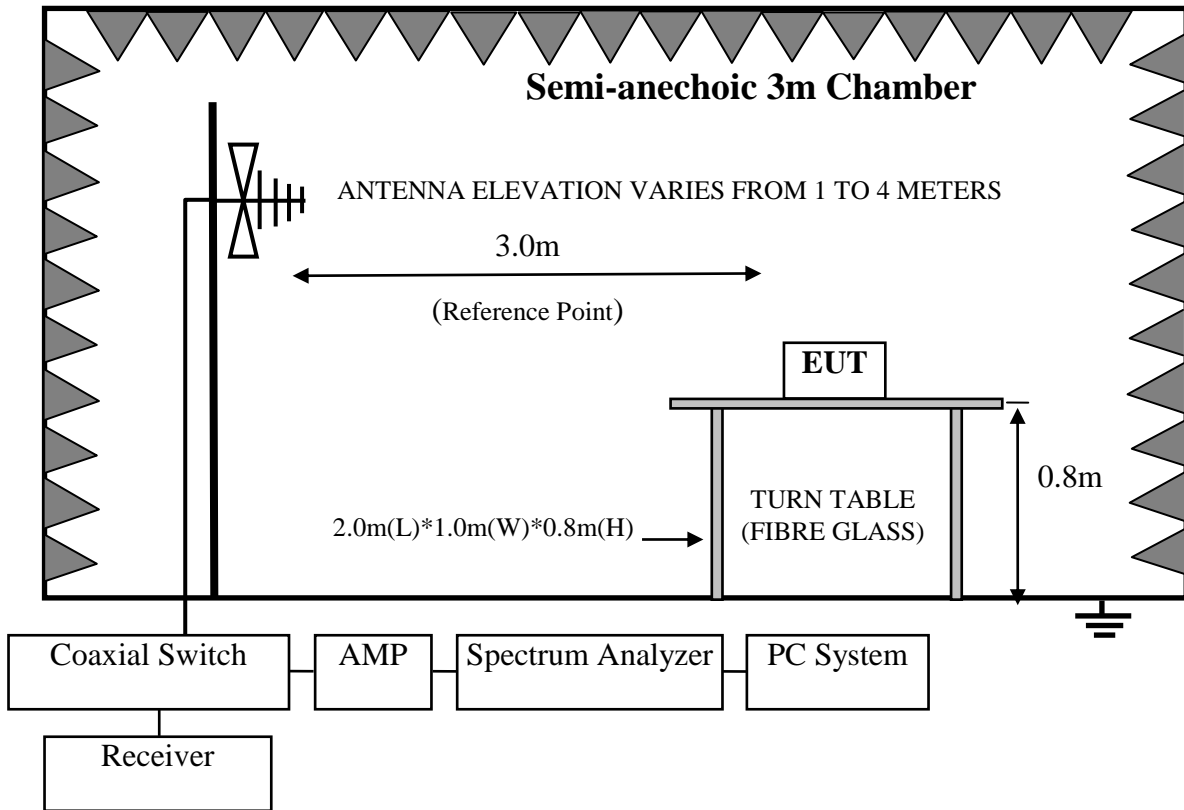 Semi-anechoic 3m Chamber
ANTENNA ELEVATION VARIES FROM 1 TO 4 METERS
3.0m
(Reference Point)
EUT
0.8m
TURN TABLE
(FIBRE GLASS)
2.0m(L)*1.0m(W)*0.8m(H)
Coaxial Switch
AMP
Spectrum Analyzer
PC System
Receiver